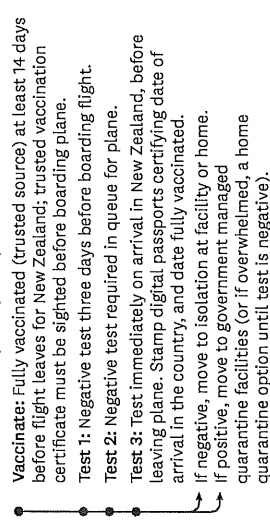 Vaccinate: Fully vaccinated (trusted source) at least 14 days
before flight leaves for New Zealand; trusted vaccination
certificate must be sighted before boarding plane.
Test 1: Negative test three days before boarding flight.
Test 2: Negative test required in queue for plane.
Test 3: Test immediately on arrival in New Zealand, before
leaving plane. Stamp digital passports certifying date of
arrival in the country, and date fully vaccinated.
If negative, move to isolation at facility or home.
If positive, move to government managed
quarantine facilities (or if overwhelmed, a home
quarantine option until test is negative).